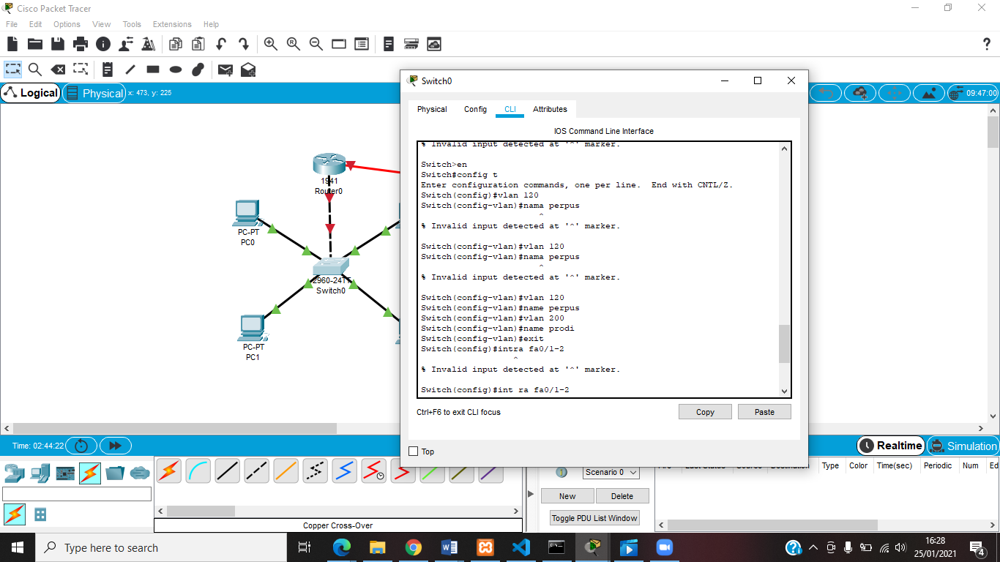 Cisco Packet Tracer
File Edit Options View Tools Extensions Help
Logical
Physical
x: 473, y: 225
09:47:00
1941
Router0
PC-PT
PC0
2960-24TT
Switch0
PC-PT
PC1
Switch0
Physical Config CLI Attributes
IOS Command Line Interface
% Invalid input detected at '^' marker.
Switch>en
Switch#config t
Enter configuration commands, one per line. End with CNTL/Z.
Switch(config)#vlan 120
Switch(config-vlan)#nama perpus
^
% Invalid input detected at '^' marker.
Switch(config-vlan)#vlan 120
Switch(config-vlan)#nama perpus
^
% Invalid input detected at '^' marker.
Switch(config-vlan)#vlan 120
Switch(config-vlan)#name perpus
Switch(config-vlan)#vlan 200
Switch(config-vlan)#name prodi
Switch(config-vlan)#exit
Switch(config)#intra fa0/1-2
^
% Invalid input detected at '^' marker.
Switch(config)#int ra fa0/1-2
Ctrl+F6 to exit CLI focus
Copy
Paste
Top
Time: 02:44:22
Realtime
Simulation
Scenario 0
New
Delete
Toggle PDU List Window
Type Color Time(sec) Periodic Num Ed
Copper Cross-Over
Type here to search
16:28
25/01/2021
4